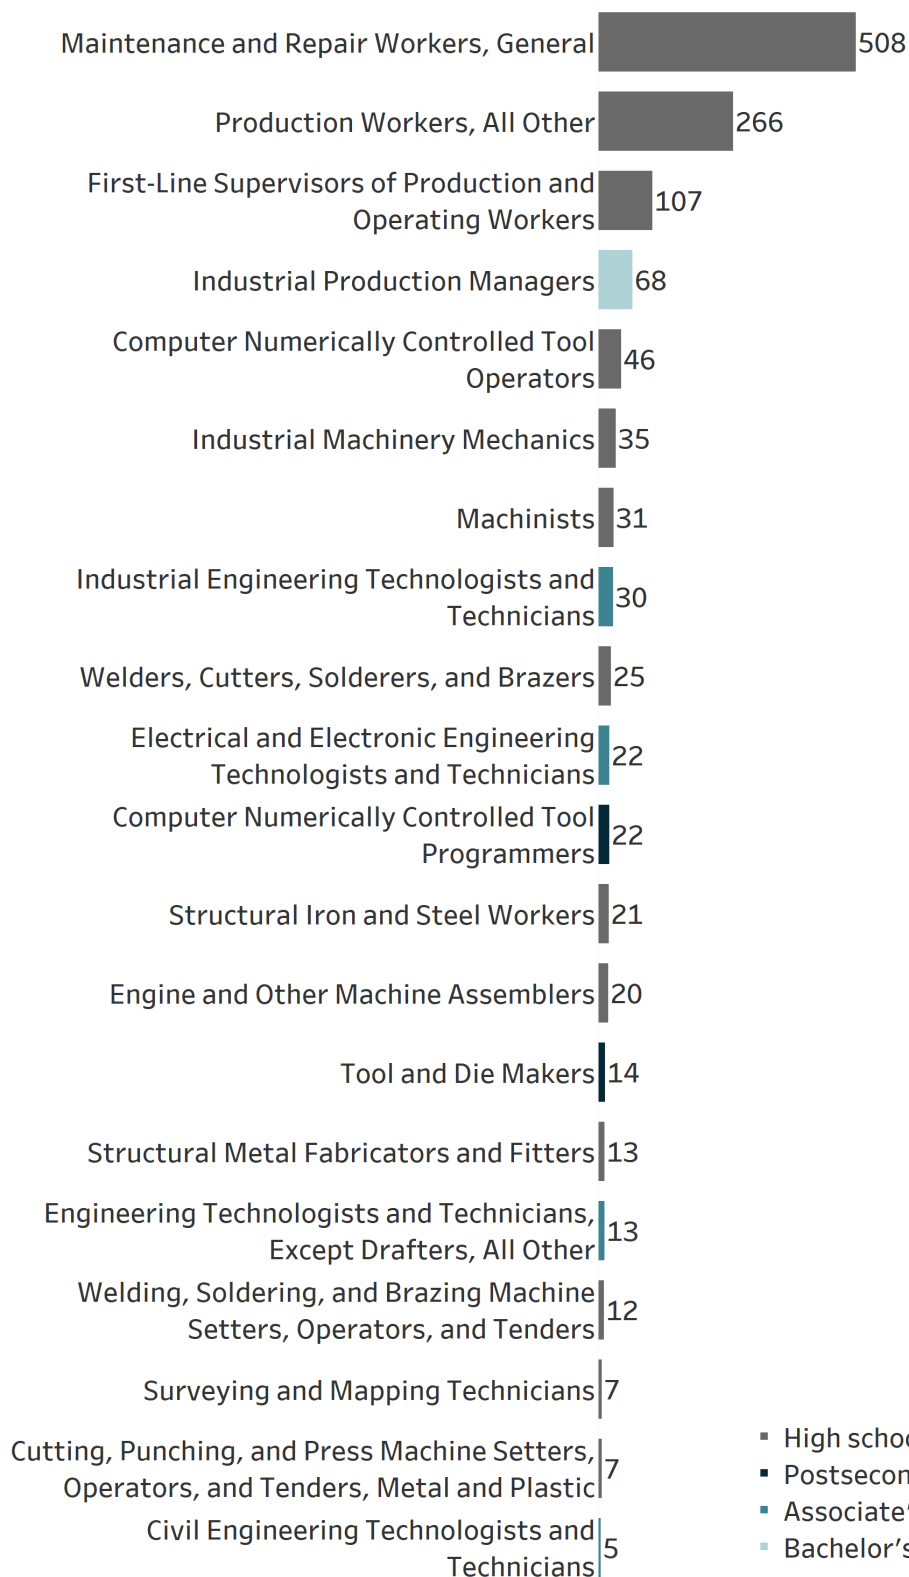 Maintenance and Repair Workers, General 508
Production Workers, All Other 266
First-Line Supervisors of Production and
Operating Workers 107
Industrial Production Managers 68
Computer Numerically Controlled Tool
Operators 46
Industrial Machinery Mechanics 35
Machinists 31
Industrial Engineering Technologists and
Technicians 30
Welders, Cutters, Solderers, and Brazers 25
Electrical and Electronic Engineering
Technologists and Technicians 22
Computer Numerically Controlled Tool
Programmers 22
Structural Iron and Steel Workers 21
Engine and Other Machine Assemblers 20
Tool and Die Makers 14
Structural Metal Fabricators and Fitters 13
Engineering Technologists and Technicians,
Except Drafters, All Other 13
Welding, Soldering, and Brazing Machine
Setters, Operators, and Tenders 12
Surveying and Mapping Technicians 7
Cutting, Punching, and Press Machine Setters,
Operators, and Tenders, Metal and Plastic 7
Civil Engineering Technologists and
Technicians 5
High